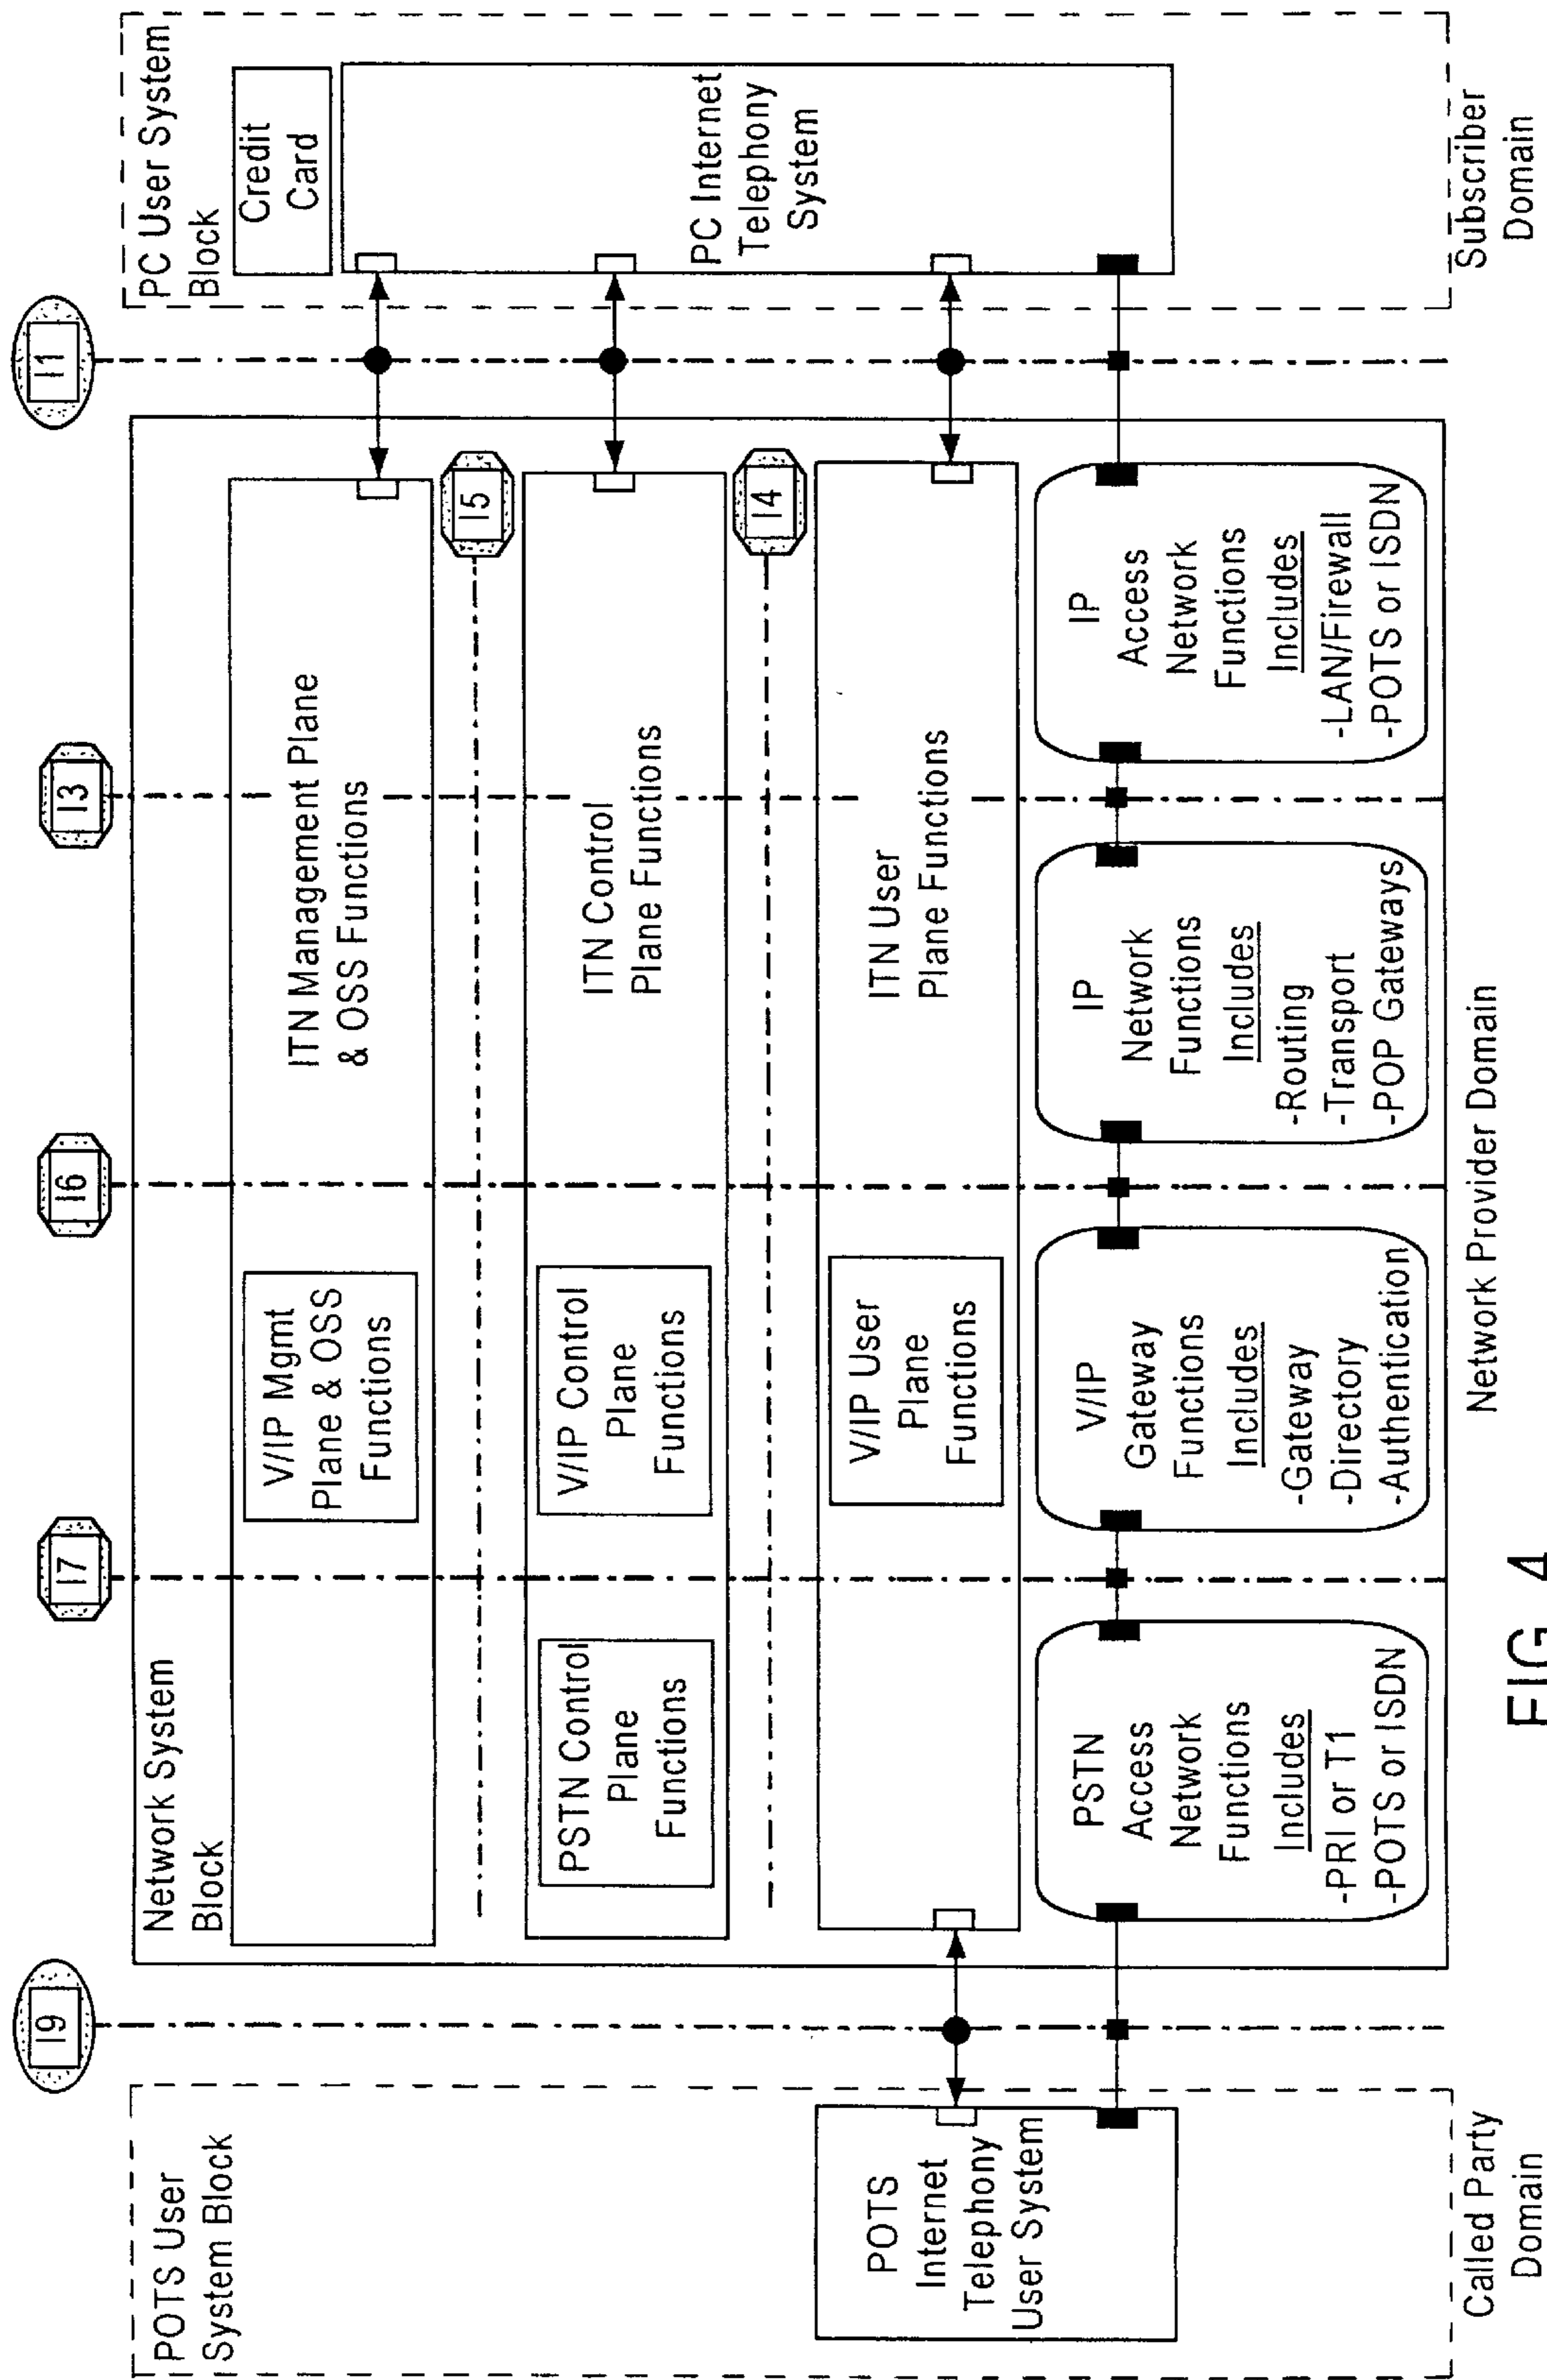 I9
I7
I6
I3
I1
POTS User
System Block
Network System
Block
PC User System
Block
Credit
Card
V/IP Mgmt
Plane & OSS
Functions
ITN Management Plane
& OSS Functions
I5
PSTN Control
Plane
Functions
V/IP Control
Plane
Functions
ITN Control
Plane Functions
I4
PC Internet
Telephony
System
V/IP User
Plane
Functions
ITN User
Plane Functions
POTS
Internet
Telephony
User System
PSTN
Access
Network
Functions
Includes
-PRI or T1
-POTS or ISDN
V/IP
Gateway
Functions
Includes
-Gateway
-Directory
-Authentication
IP
Network
Functions
Includes
-Routing
-Transport
-POP Gateways
IP
Access
Network
Functions
Includes
-LAN/Firewall
-POTS or ISDN
Called Party
Domain
Network Provider Domain
Subscriber
Domain
FIG. 4